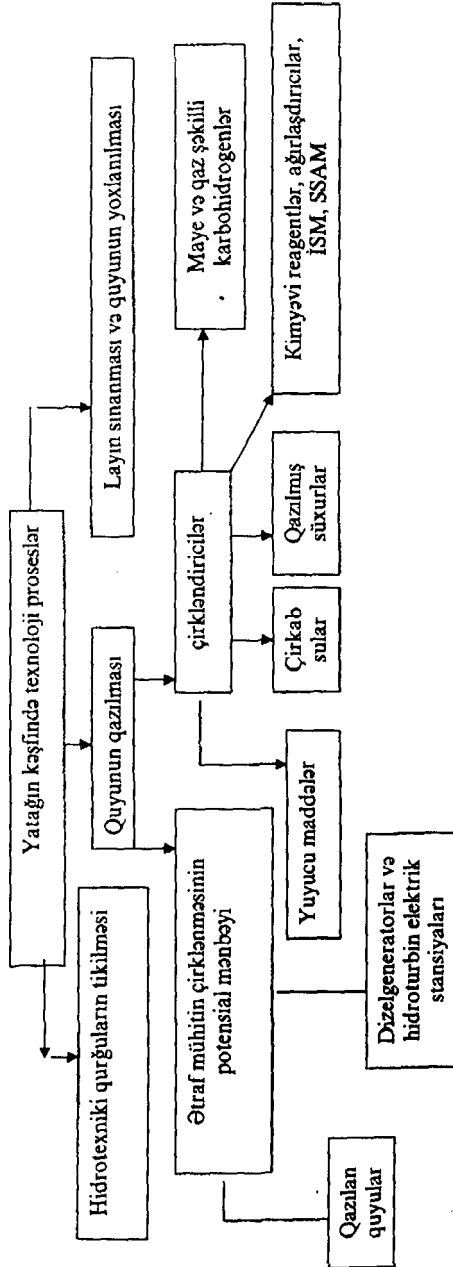 Yatağın kəşfində texnoloji proseslər
Hidrotexniki qurğuların tikilməsi
Quyunun qazılması
Layın sınanması və quyunun yoxlanılması
Ətraf mühitin çirklənməsinin
potensial mənbəyi
çirkləndiricilər
Maye və qaz şəkilli
karbohidrogenlər
Qazılan
quyular
Dizelgeneratorlar və
hidroturbin elektrik
stansiyaları
Yuyucu maddələr
Çirkab
sular
Qazılmış
süxurlar
Kimyəvi reagentlər, ağırlaşdırıcılar,
İSM, SSAM